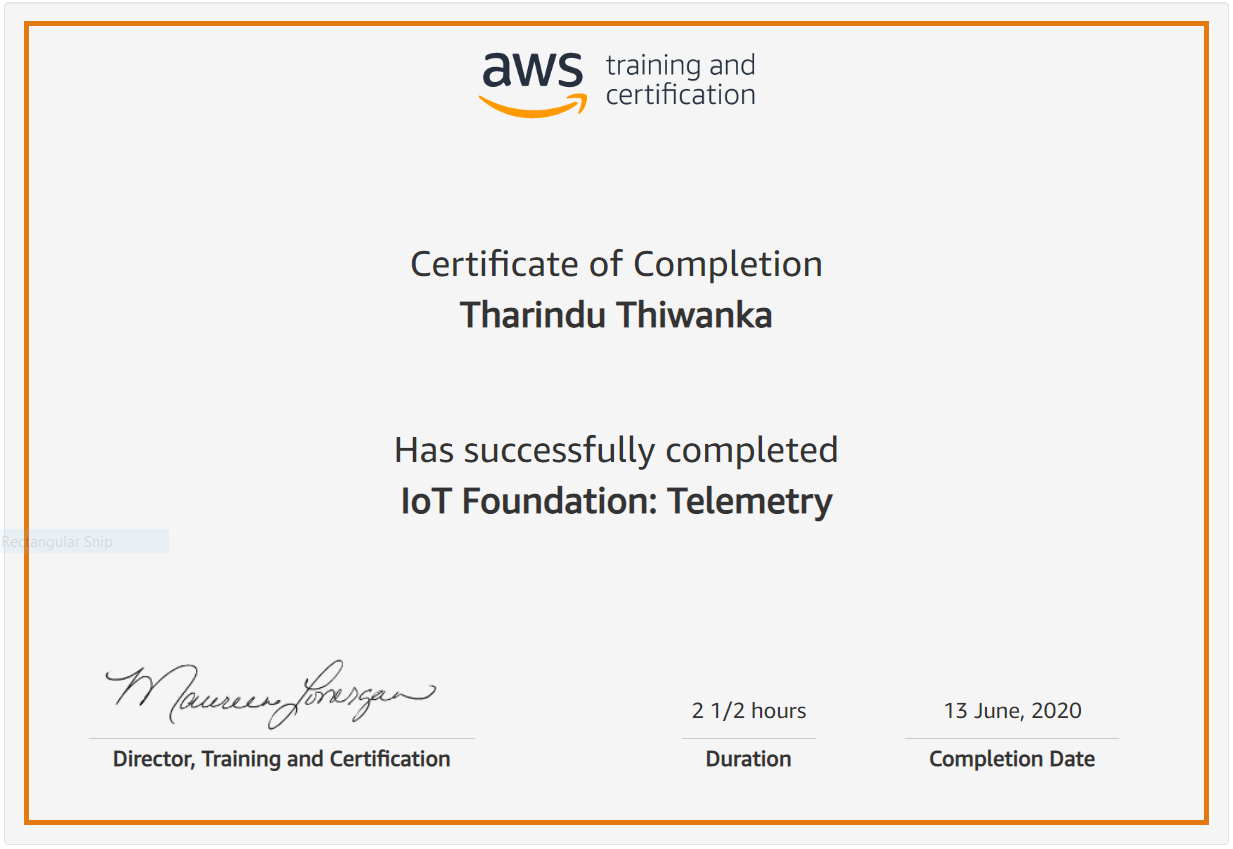 aws
training and
certification
Certificate of Completion
Tharindu Thiwanka
Has successfully completed
IoT Foundation: Telemetry
Rectangular Snip
Maureen Lonergan
2 1/2 hours
13 June, 2020
Director, Training and Certification
Duration
Completion Date